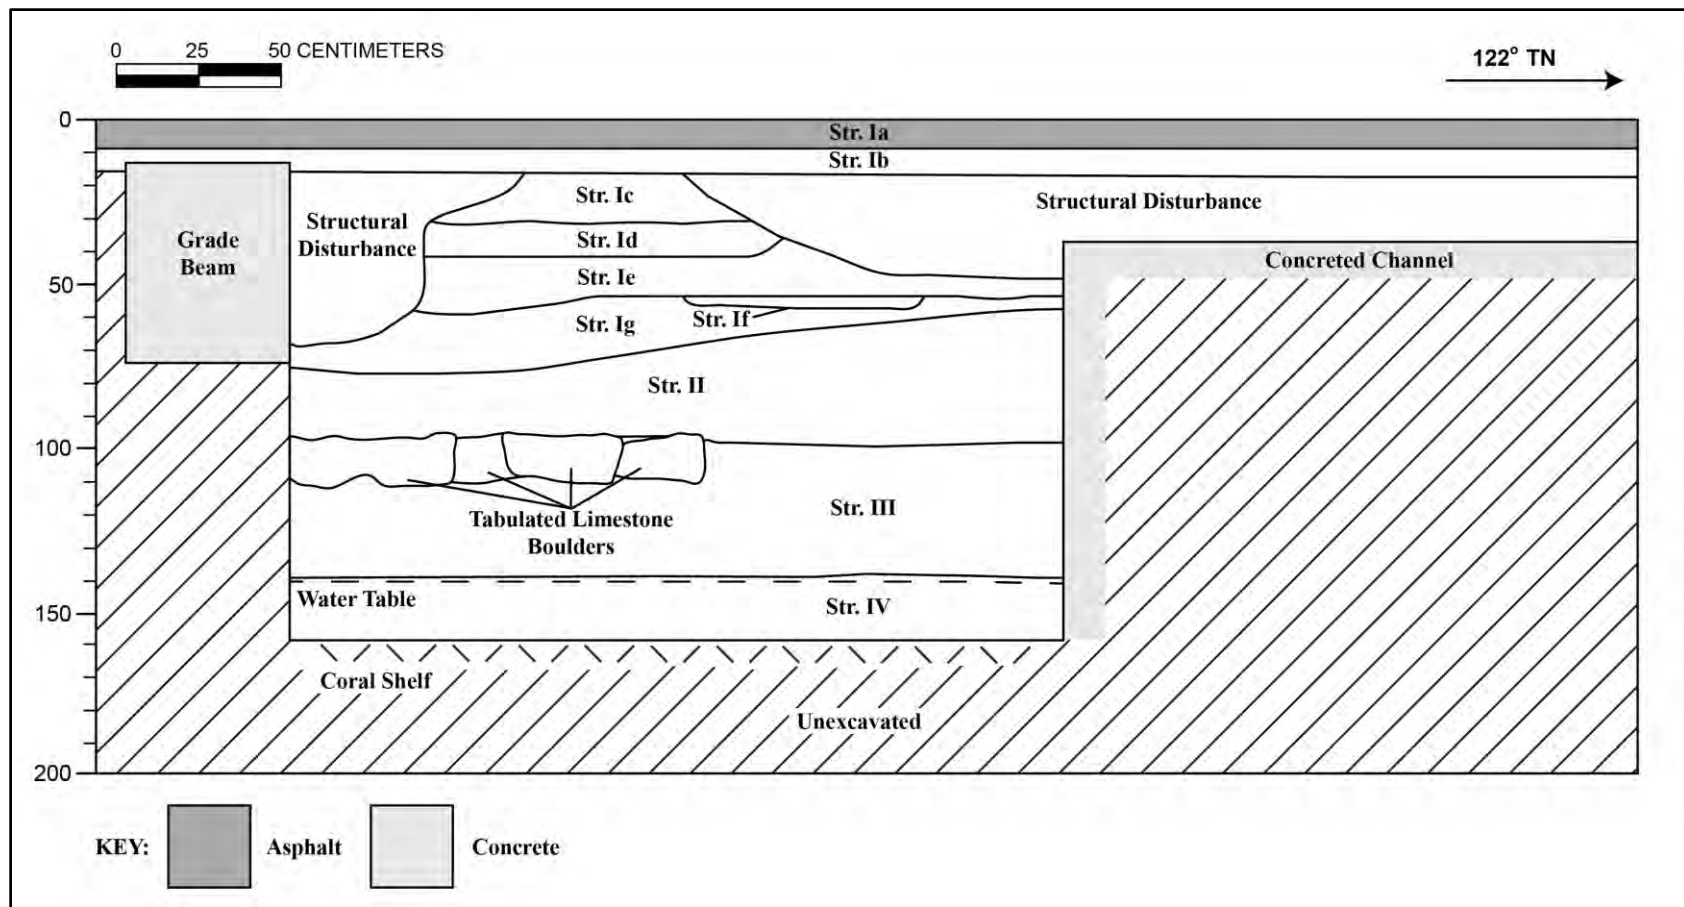 0 25 50 CENTIMETERS
122° TN
0
50
100
150
200
Str. Ia
Str. Ib
Str. Ic
Structural Disturbance
Structural
Disturbance
Grade
Beam
Str. Id
Concreted Channel
Str. Ie
Str. If
Str. Ig
Str. II
Str. III
Tabulated Limestone
Boulders
Water Table
Str. IV
Coral Shelf
Unexcavated
KEY: Asphalt Concrete